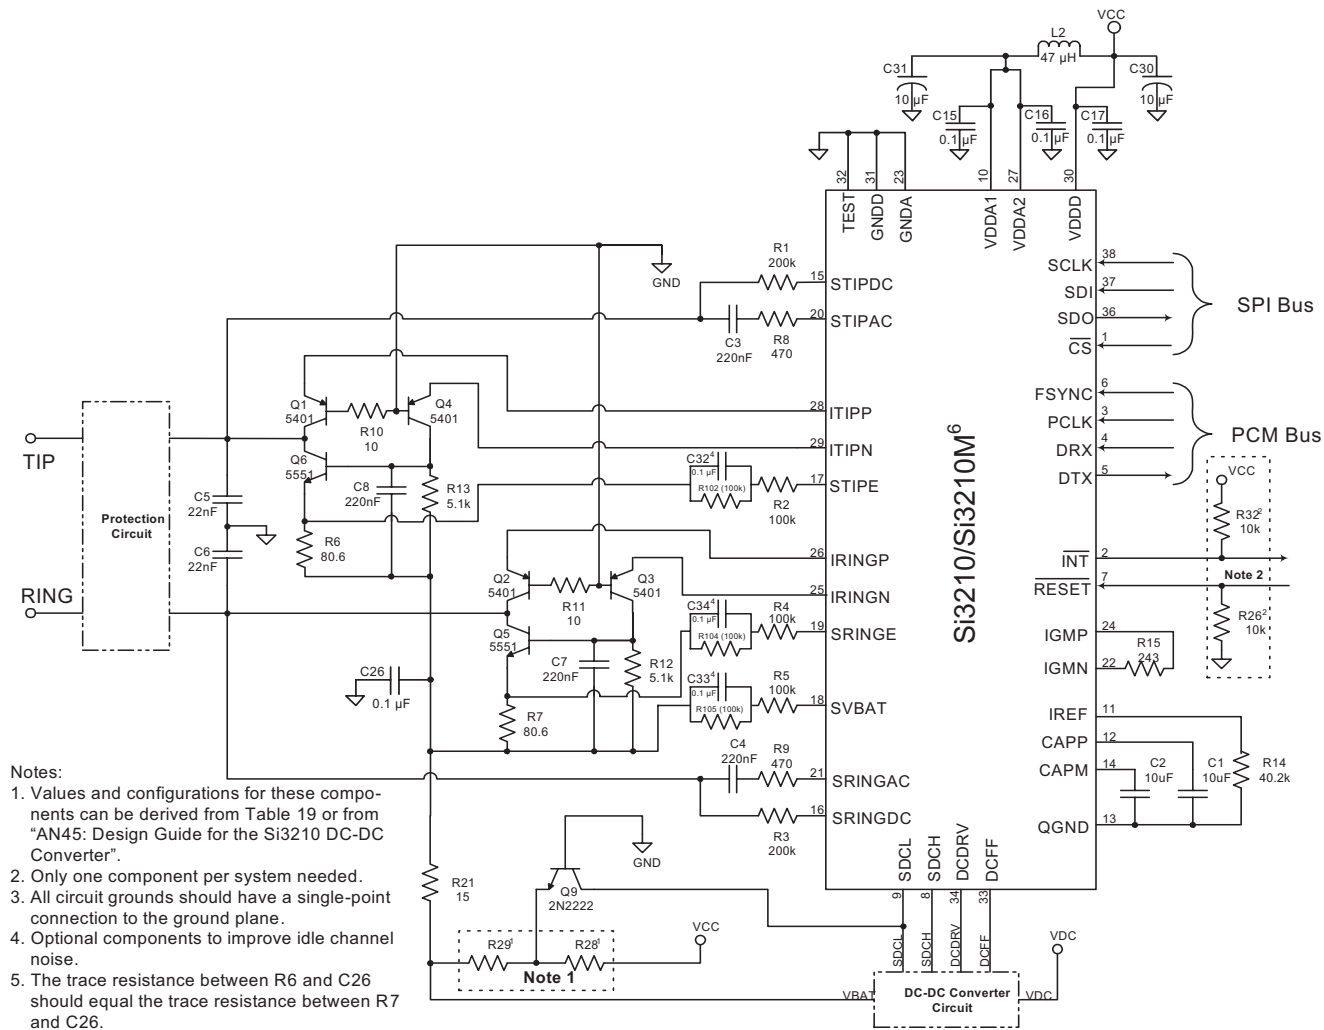 VCC
L2
47 µH
C31
10 µF
C30
10 µF
C15
0.1 µF
C16
0.1 µF
C17
0.1 µF
32
31
23
10
27
30
TEST
GNDD
GNDA
VDDA1
VDDA2
VDDD
GND
R1
200k
15
STIPDC
20
STIPAC
C3
220nF
R8
470
SCLK
38
SDI
37
SDO
36
CS
1
SPI Bus
FSYNC
6
PCLK
3
DRX
4
DTX
5
PCM Bus
Q1
5401
R10
10
Q4
5401
28
ITIPP
29
ITIPN
Q6
5551
C8
220nF
R13
5.1k
C32⁴
0.1 µF
R102 (100k)
R2
100k
17
STIPE
TIP
Protection
Circuit
C5
22nF
C6
22nF
R6
80.6
RING
Si3210/Si3210M⁶
VCC
R32²
10k
INT
2
Note 2
RESET
7
R26²
10k
26
IRINGP
25
IRINGN
Q2
5401
R11
10
Q3
5401
Q5
5551
C7
220nF
R12
5.1k
C34⁴
0.1 µF
R104 (100k)
R4
100k
19
SRINGE
IGMP
24
IGMN
22
R15
243
C26
0.1 µF
R7
80.6
C33⁴
0.1 µF
R105 (100k)
R5
100k
18
SVBAT
IREF
11
CAPP
12
CAPM
14
C2
10uF
C1
10uF
R14
40.2k
QGND
13
C4
220nF
R9
470
21
SRINGAC
16
SRINGDC
R3
200k
GND
Q9
2N2222
R21
15
R29¹
R28¹
Note 1
VCC
SDCL
SDCH
DCDRV
DCFF
9
8
34
33
SDCL
SDCH
DCDRV
DCFF
VDC
VBAT
DC-DC Converter
Circuit
VDC
Notes:
1. Values and configurations for these compo-
nents can be derived from Table 19 or from
“AN45: Design Guide for the Si3210 DC-DC
Converter”.
2. Only one component per system needed.
3. All circuit grounds should have a single-point
connection to the ground plane.
4. Optional components to improve idle channel
noise.
5. The trace resistance between R6 and C26
should equal the trace resistance between R7
and C26.